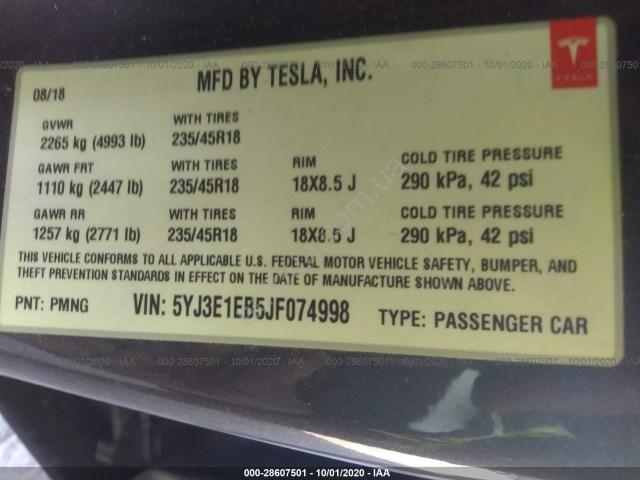 MFD BY TESLA, INC.
TESLA
08/18
GVWR WITH TIRES
2265 kg (4993 lb) 235/45R18
GAWR FRT WITH TIRES RIM COLD TIRE PRESSURE
1110 kg (2447 lb) 235/45R18 18X8.5 J 290 kPa, 42 psi
GAWR RR WITH TIRES RIM COLD TIRE PRESSURE
1257 kg (2771 lb) 235/45R18 18X8.5 J 290 kPa, 42 psi
THIS VEHICLE CONFORMS TO ALL APPLICABLE U.S. FEDERAL MOTOR VEHICLE SAFETY, BUMPER, AND
THEFT PREVENTION STANDARDS IN EFFECT ON THE DATE OF MANUFACTURE SHOWN ABOVE.
PNT: PMNG VIN: 5YJ3E1EB5JF074998 TYPE: PASSENGER CAR
000-28607501 - 10/01/2020 - IAA